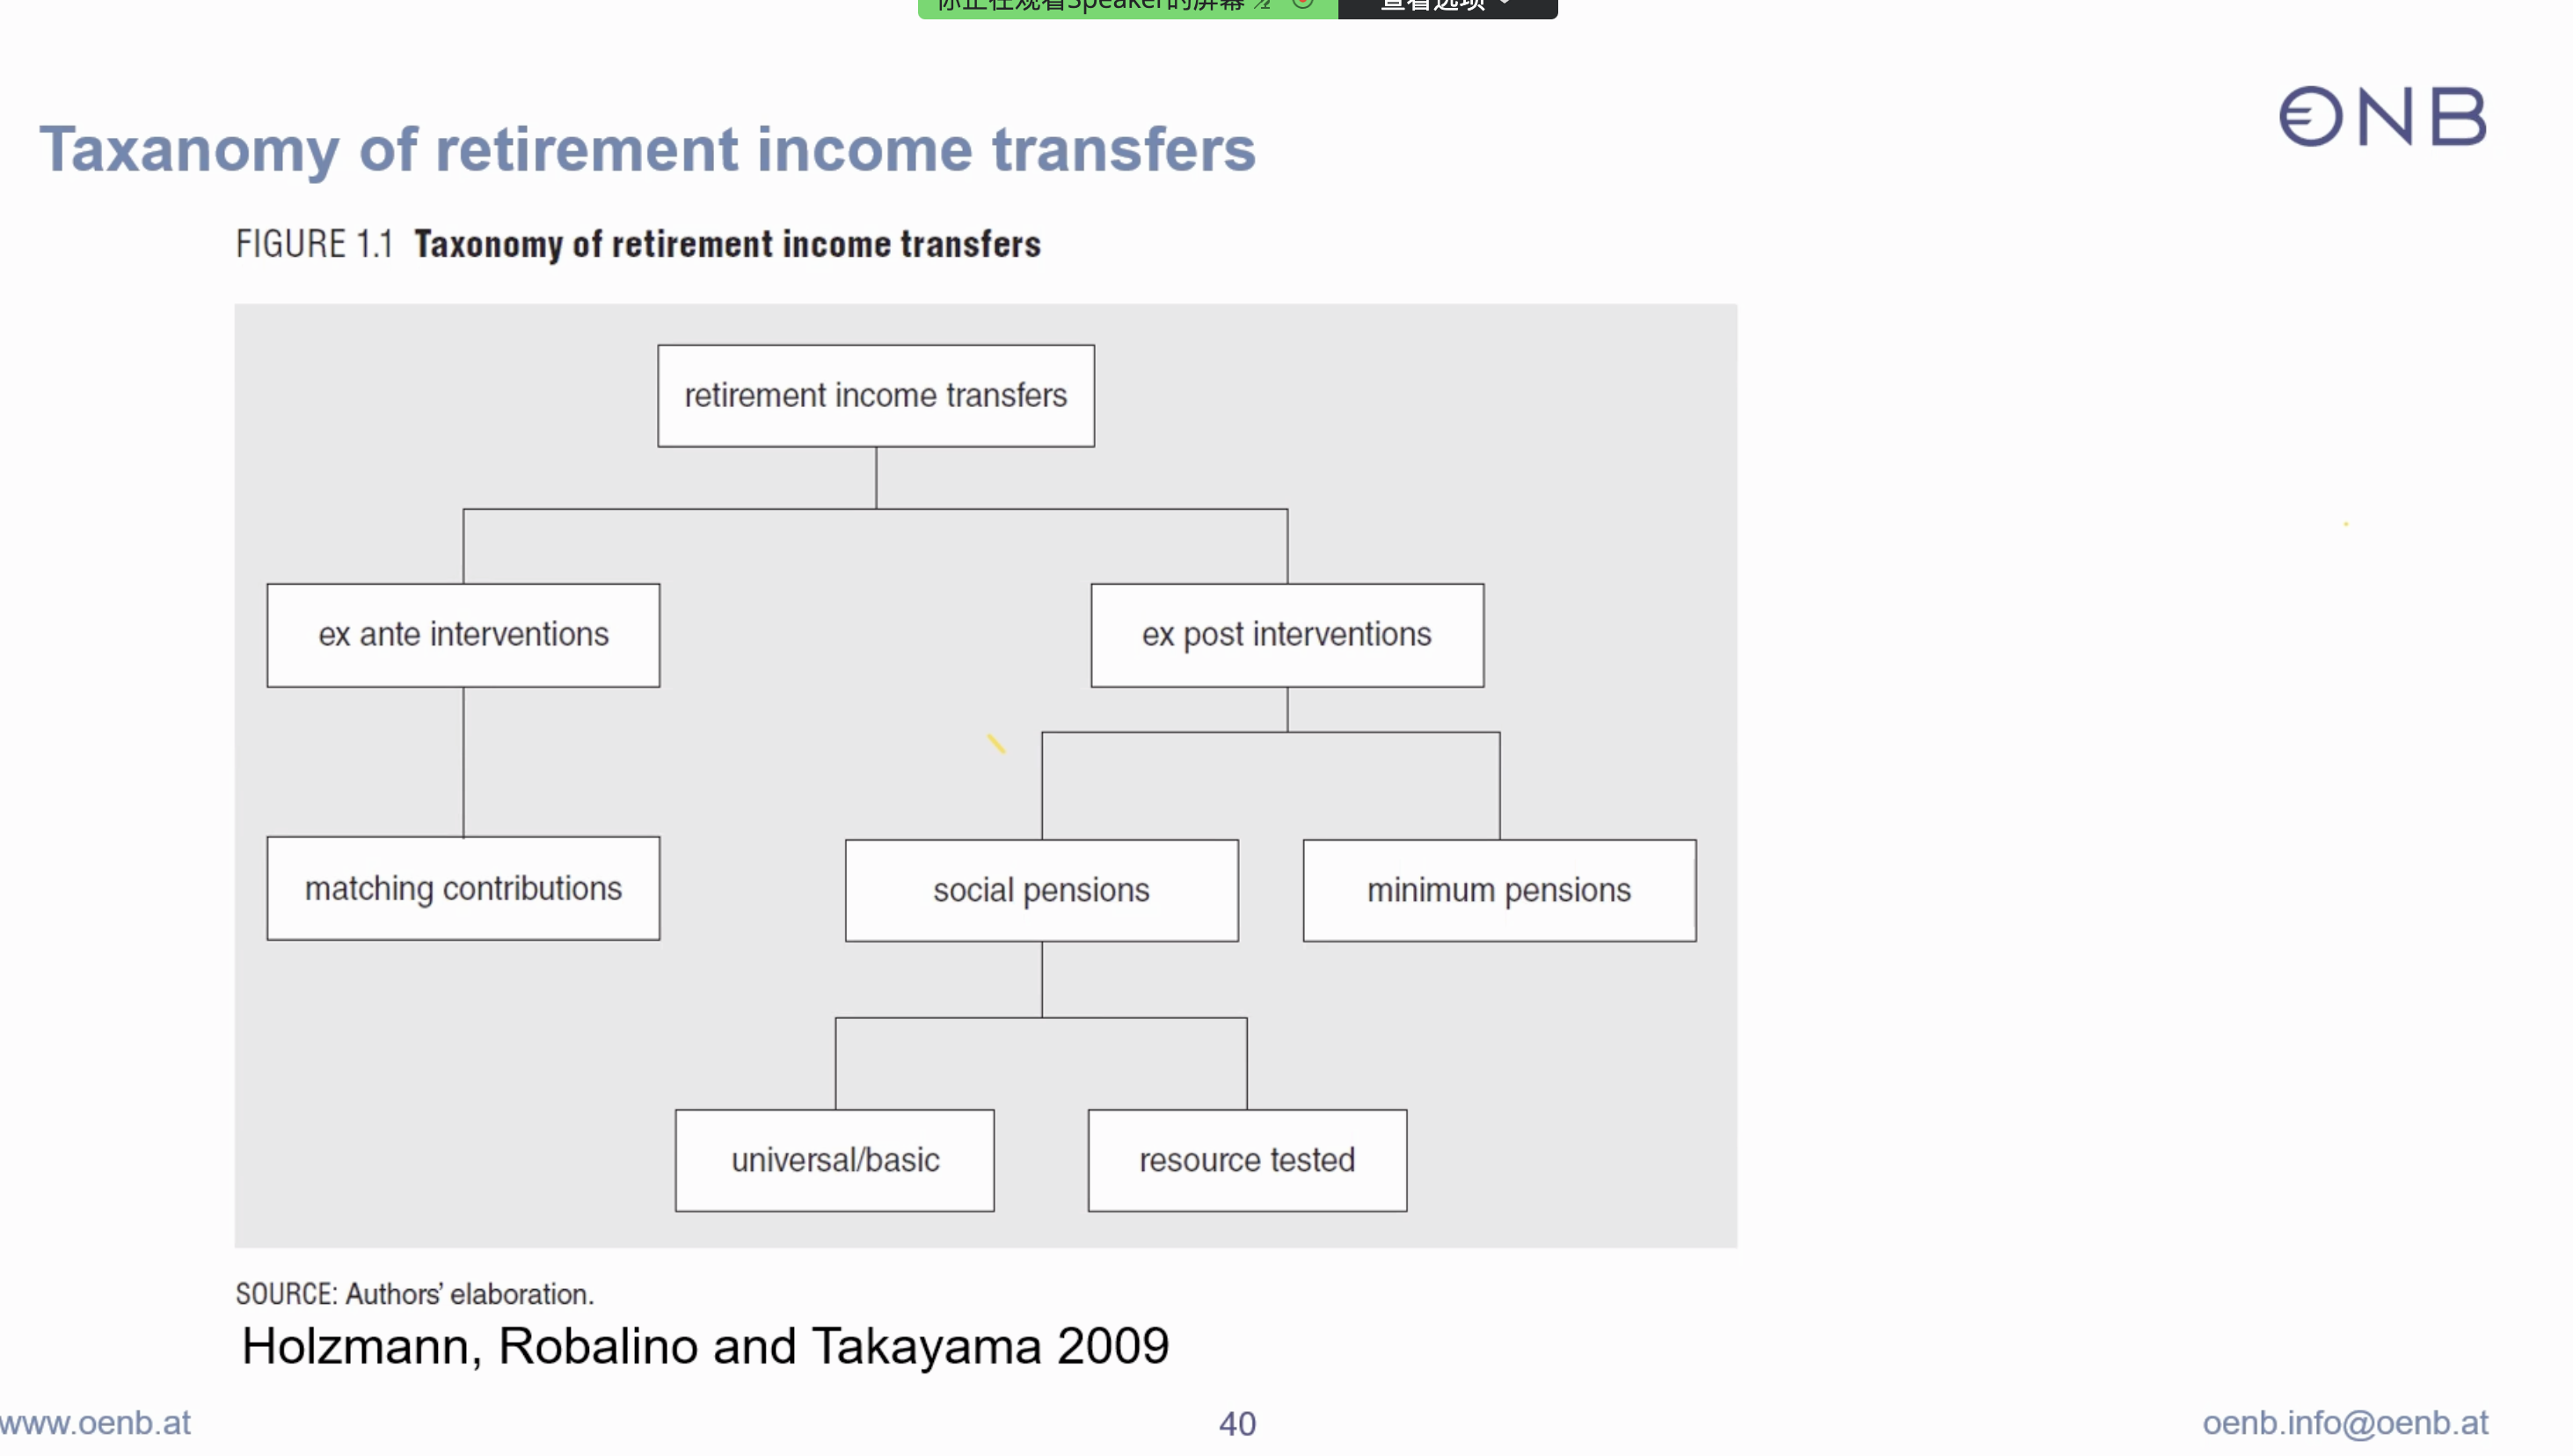 你正在观看Speaker的屏幕
查看选项
ONB
Taxanomy of retirement income transfers
FIGURE 1.1 Taxonomy of retirement income transfers
retirement income transfers
ex ante interventions
ex post interventions
matching contributions
social pensions
minimum pensions
universal/basic
resource tested
SOURCE: Authors’ elaboration.
Holzmann, Robalino and Takayama 2009
www.oenb.at
40
oenb.info@oenb.at